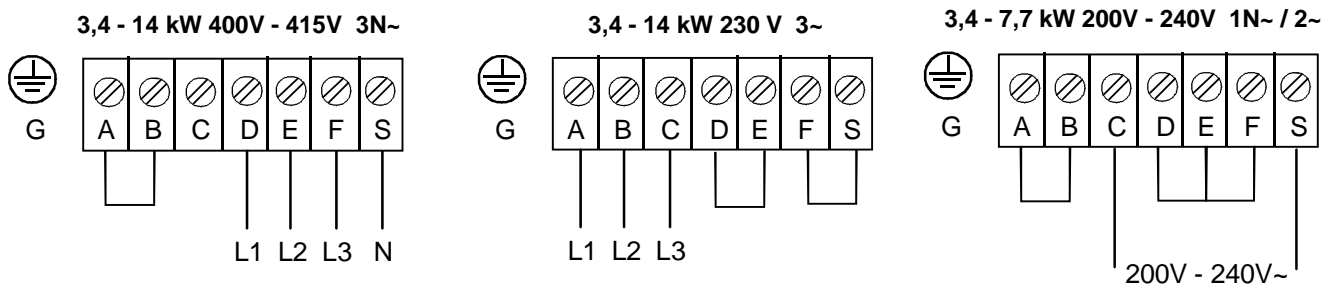 3,4 - 14 kW 400V - 415V 3N~
G A B C D E F S
L1 L2 L3 N
3,4 - 14 kW 230 V 3~
G A B C D E F S
L1 L2 L3
3,4 - 7,7 kW 200V - 240V 1N~ / 2~
G A B C D E F S
200V - 240V~